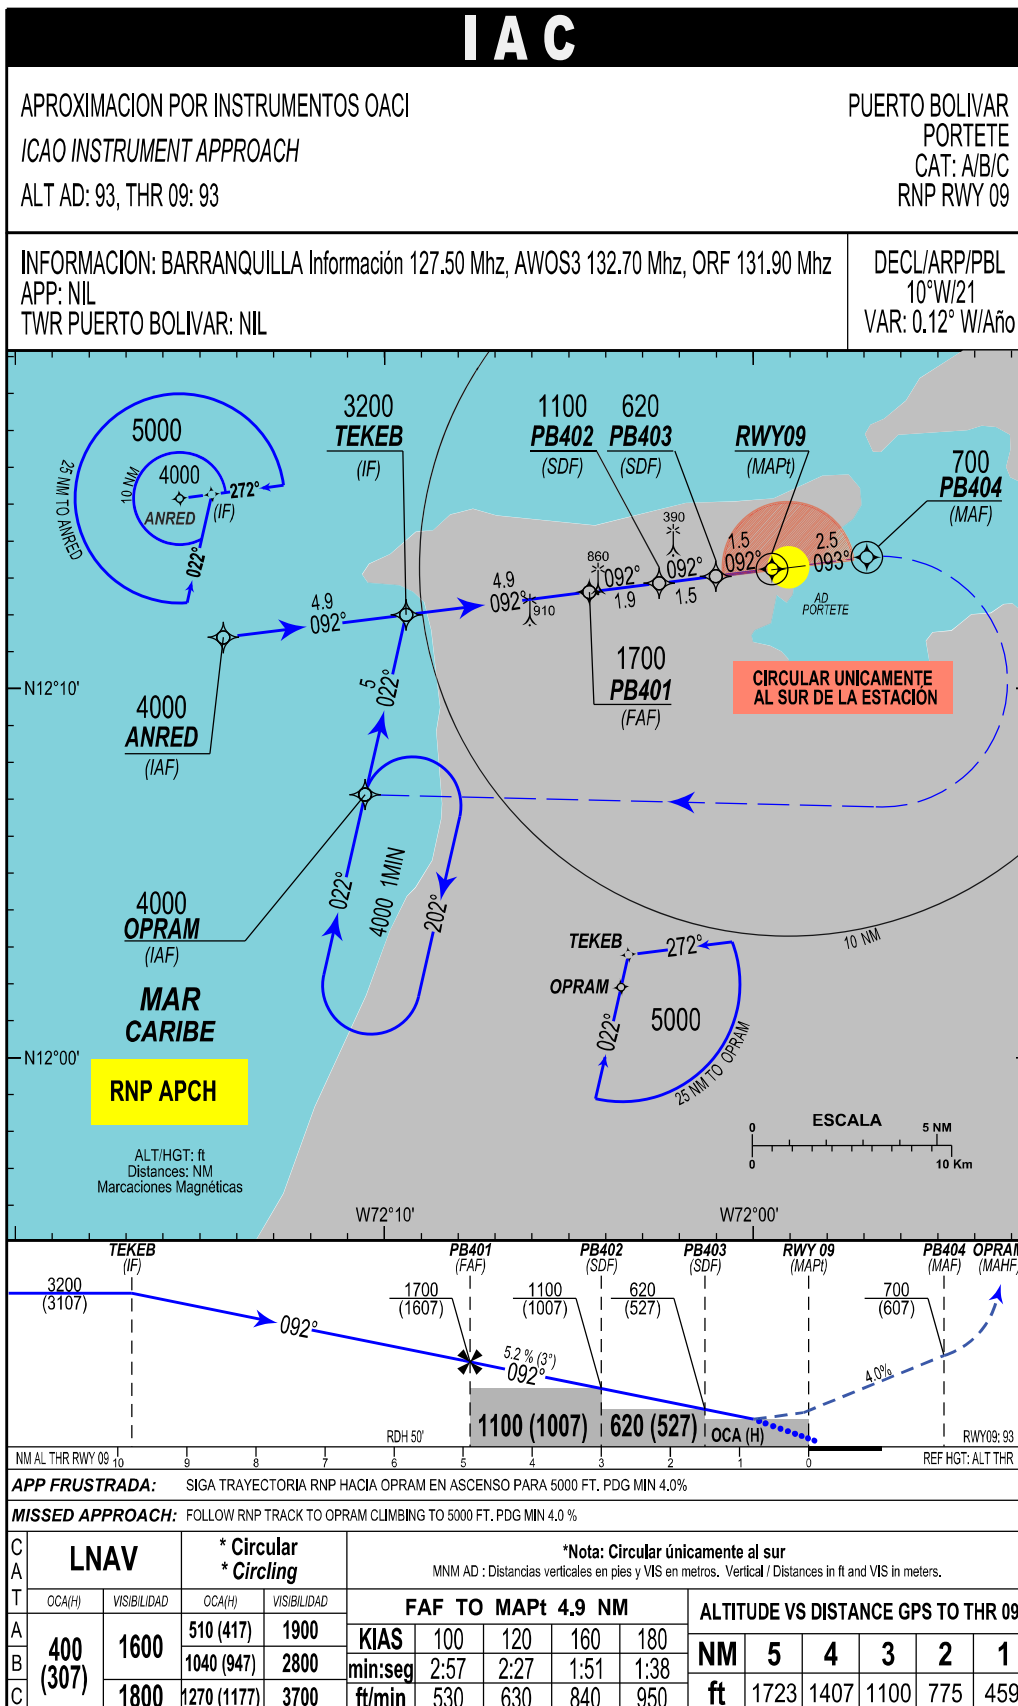 IAC
APROXIMACION POR INSTRUMENTOS OACI
ICAO INSTRUMENT APPROACH
ALT AD: 93, THR 09: 93
PUERTO BOLIVAR
PORTETE
CAT: A/B/C
RNP RWY 09
INFORMACION: BARRANQUILLA Información 127.50 Mhz, AWOS3 132.70 Mhz, ORF 131.90 Mhz
APP: NIL
TWR PUERTO BOLIVAR: NIL
DECL/ARP/PBL
10°W/21
VAR: 0.12° W/Año
5000
4000
10 NM
25 NM TO ANRED
ANRED
(IF)
272°
022°
3200
TEKEB
(IF)
1100
PB402
(SDF)
620
PB403
(SDF)
RWY09
(MAPt)
700
PB404
(MAF)
390
860
910
4.9
092°
4.9
092°
092°
1.9
092°
1.5
1.5
092°
2.5
093°
AD
PORTETE
CIRCULAR UNICAMENTE
AL SUR DE LA ESTACIÓN
1700
PB401
(FAF)
N12°10'
4000
ANRED
(IAF)
5
022°
4000
OPRAM
(IAF)
022°
4000 1MIN
202°
10 NM
MAR
CARIBE
TEKEB
OPRAM
272°
022°
5000
25 NM TO OPRAM
N12°00'
RNP APCH
ALT/HGT: ft
Distances: NM
Marcaciones Magnéticas
ESCALA
0 5 NM
0 10 Km
W72°10' W72°00'
TEKEB
(IF)
PB401
(FAF)
PB402
(SDF)
PB403
(SDF)
RWY 09
(MAPt)
PB404
(MAF)
OPRAM
(MAHF)
3200
(3107)
1700
(1607)
1100
(1007)
620
(527)
700
(607)
092°
5.2 % (3°)
092°
4.0%
1100 (1007)
620 (527)
OCA (H)
RDH 50'
RWY09: 93
NM AL THR RWY 09 10 9 8 7 6 5 4 3 2 1 0 REF HGT: ALT THR
APP FRUSTRADA: SIGA TRAYECTORIA RNP HACIA OPRAM EN ASCENSO PARA 5000 FT. PDG MIN 4.0%
MISSED APPROACH: FOLLOW RNP TRACK TO OPRAM CLIMBING TO 5000 FT. PDG MIN 4.0 %
CAT
LNAV
* Circular
* Circling
*Nota: Circular únicamente al sur
MNM AD : Distancias verticales en pies y VIS en metros. Vertical / Distances in ft and VIS in meters.
OCA(H) VISIBILIDAD OCA(H) VISIBILIDAD
A 400 (307) 1600 510 (417) 1900
B 1040 (947) 2800
C 1800 1270 (1177) 3700
FAF TO MAPt 4.9 NM
KIAS 100 120 160 180
min:seg 2:57 2:27 1:51 1:38
ft/min 530 630 840 950
ALTITUDE VS DISTANCE GPS TO THR 09
NM 5 4 3 2 1
ft 1723 1407 1100 775 459